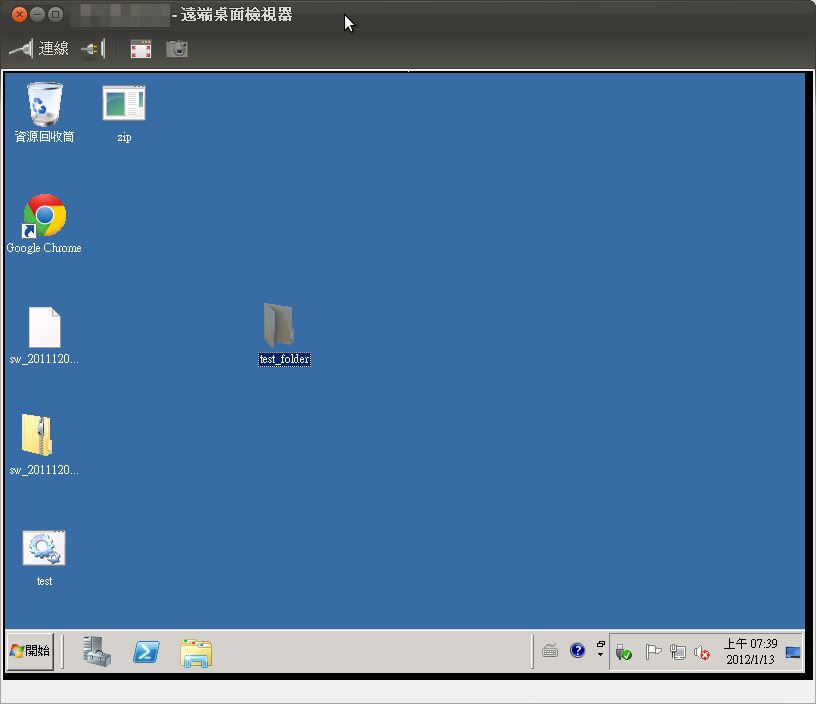 - 遠端桌面檢視器
連線
資源回收筒
zip
Google Chrome
sw_2011120...
test_folder
sw_2011120...
test
開始
上午 07:39
2012/1/13